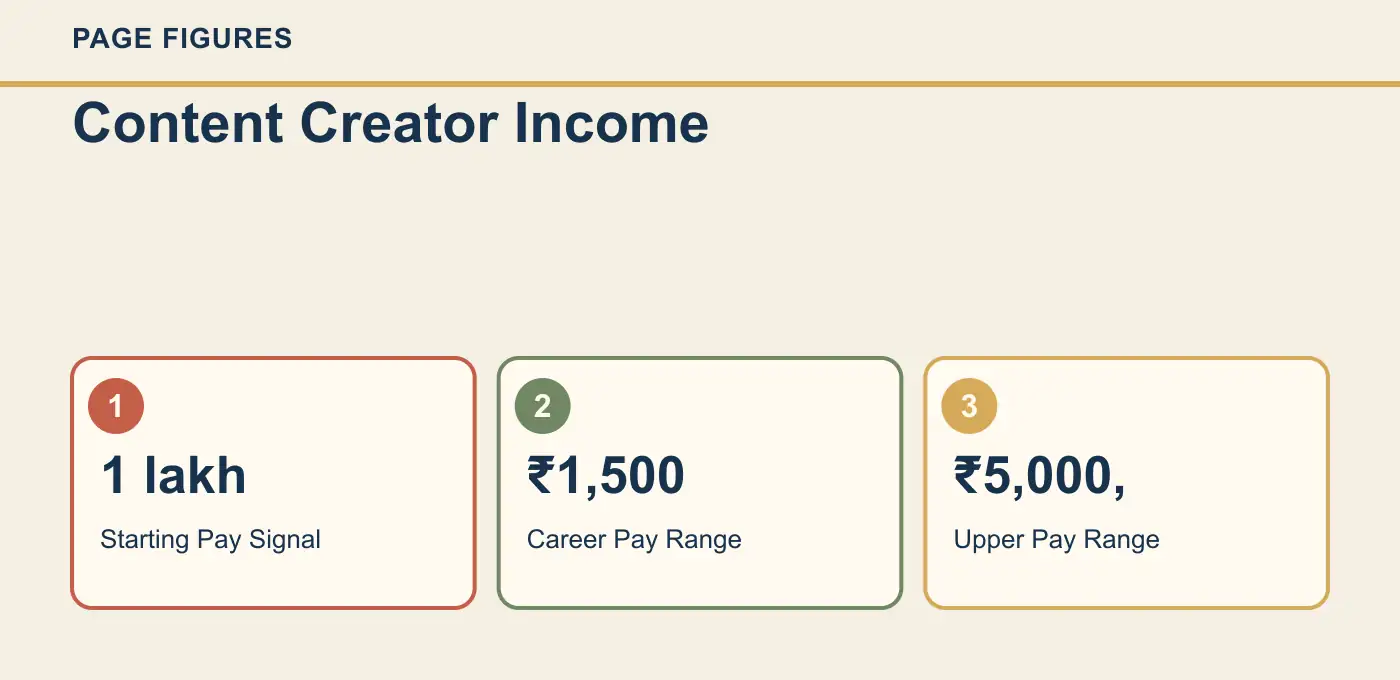 PAGE FIGURES
Content Creator Income
1
1 lakh
Starting Pay Signal
2
₹1,500
Career Pay Range
3
₹5,000,
Upper Pay Range